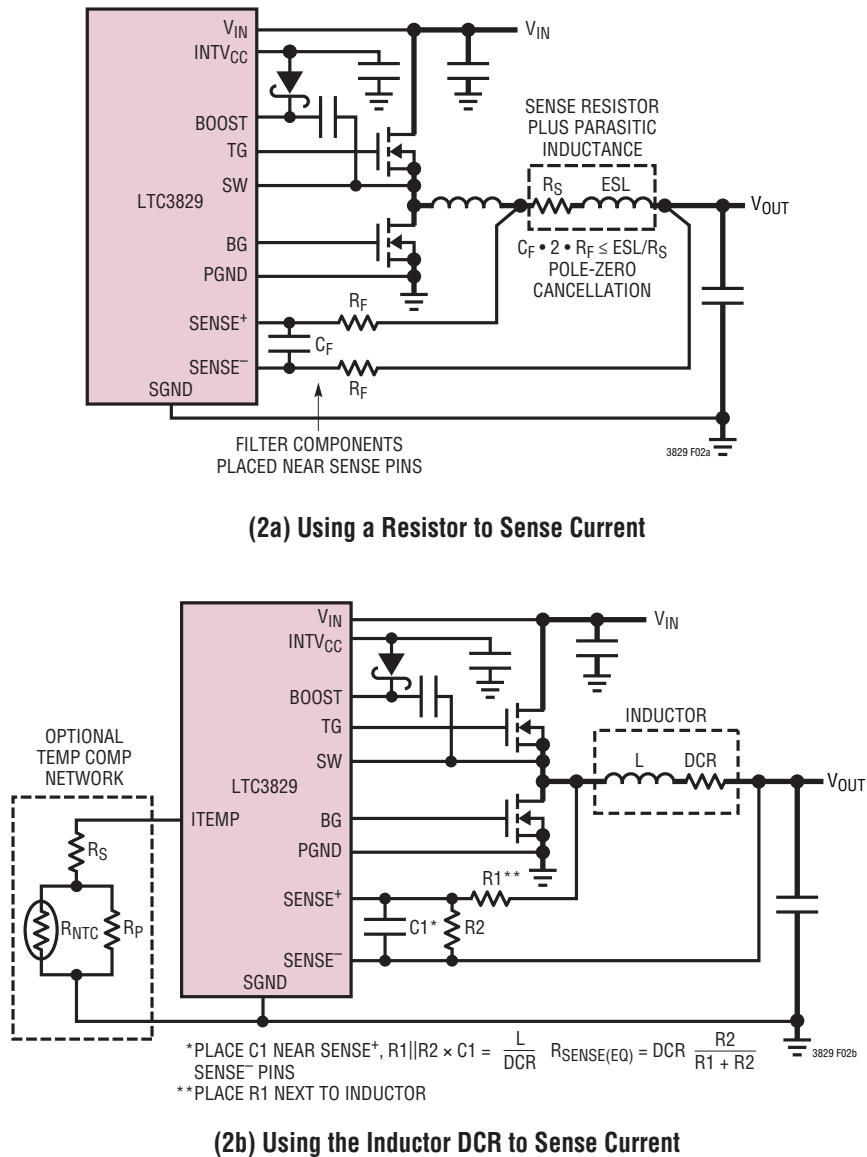 VIN
INTVCC
BOOST
TG
SW
LTC3829
BG
PGND
SENSE+
SENSE–
SGND
VIN
SENSE RESISTOR
PLUS PARASITIC
INDUCTANCE
RS ESL
VOUT
CF • 2 • RF ≤ ESL/RS
POLE-ZERO
CANCELLATION
RF
CF
RF
FILTER COMPONENTS
PLACED NEAR SENSE PINS
3829 F02a
(2a) Using a Resistor to Sense Current
VIN
INTVCC
BOOST
TG
SW
LTC3829
ITEMP
BG
PGND
SENSE+
SENSE–
SGND
VIN
INDUCTOR
L DCR
VOUT
OPTIONAL
TEMP COMP
NETWORK
RS
RNTC
RP
R1**
C1*
R2
*PLACE C1 NEAR SENSE+, R1||R2 × C1 = L/DCR RSENSE(EQ) = DCR R2/R1 + R2
SENSE– PINS
**PLACE R1 NEXT TO INDUCTOR
3829 F02b
(2b) Using the Inductor DCR to Sense Current